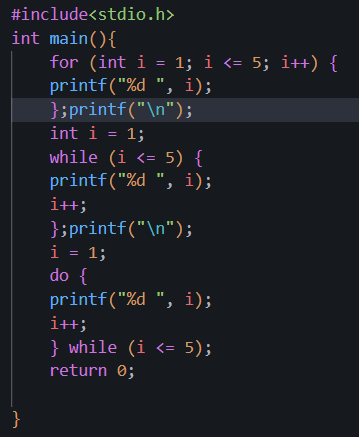 #include<stdio.h>
int main(){
for (int i = 1; i <= 5; i++) {
printf("%d ", i);
};printf("\n");
int i = 1;
while (i <= 5) {
printf("%d ", i);
i++;
};printf("\n");
i = 1;
do {
printf("%d ", i);
i++;
} while (i <= 5);
return 0;
}